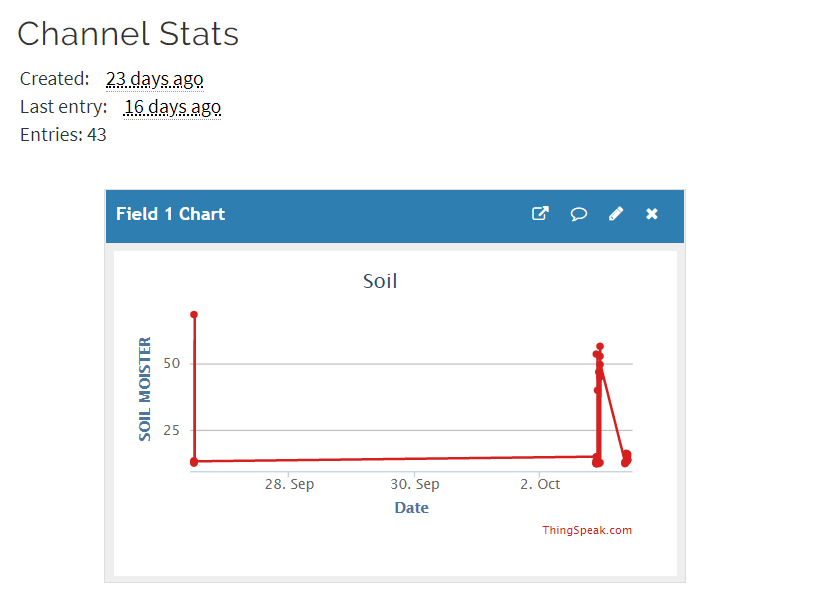 Channel Stats
Created: 23 days ago
Last entry: 16 days ago
Entries: 43
Field 1 Chart
Soil
SOIL MOISTER
50
25
28. Sep 30. Sep 2. Oct
Date
ThingSpeak.com